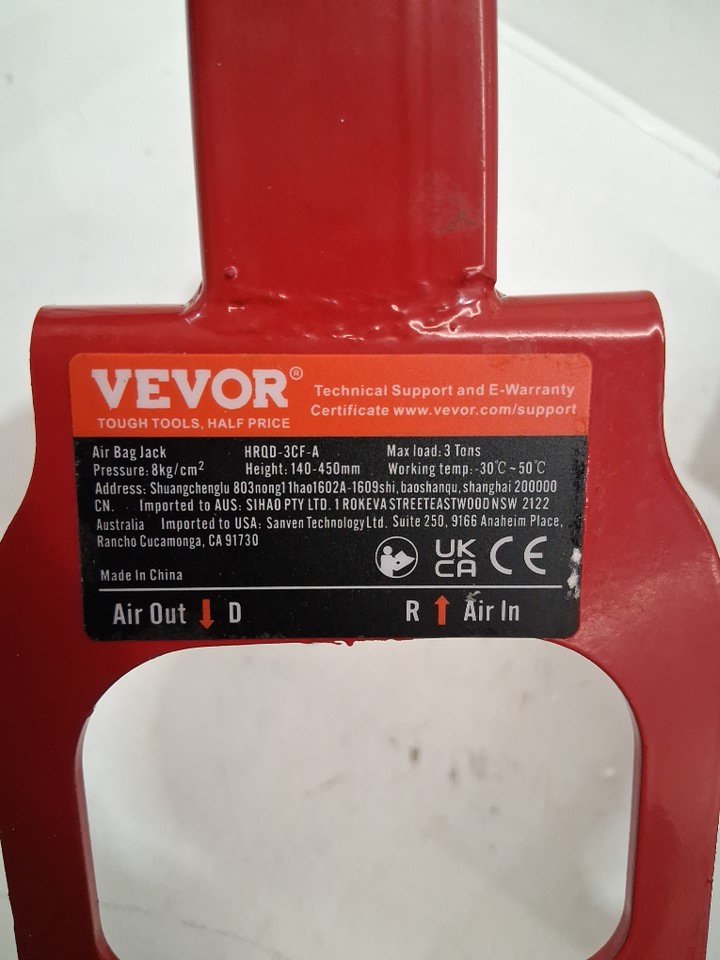 VEVOR®
Technical Support and E-Warranty
TOUGH TOOLS, HALF PRICE
Certificate www.vevor.com/support
Air Bag Jack HRQD-3CF-A Max load: 3 Tons
Pressure: 8kg/cm² Height: 140-450mm Working temp: -30℃~50℃
Address: Shuangchenglu 803nong11hao1602A-1609shi, baoshanqu, shanghai 200000
CN. Imported to AUS: SIHAO PTY LTD. 1 ROKEVA STREETEASTWOODNSW 2122
Australia Imported to USA: Sanven Technology Ltd. Suite 250, 9166 Anaheim Place,
Rancho Cucamonga, CA 91730
UK
CA CE
Made In China
Air Out ↓ D R ↑ Air In